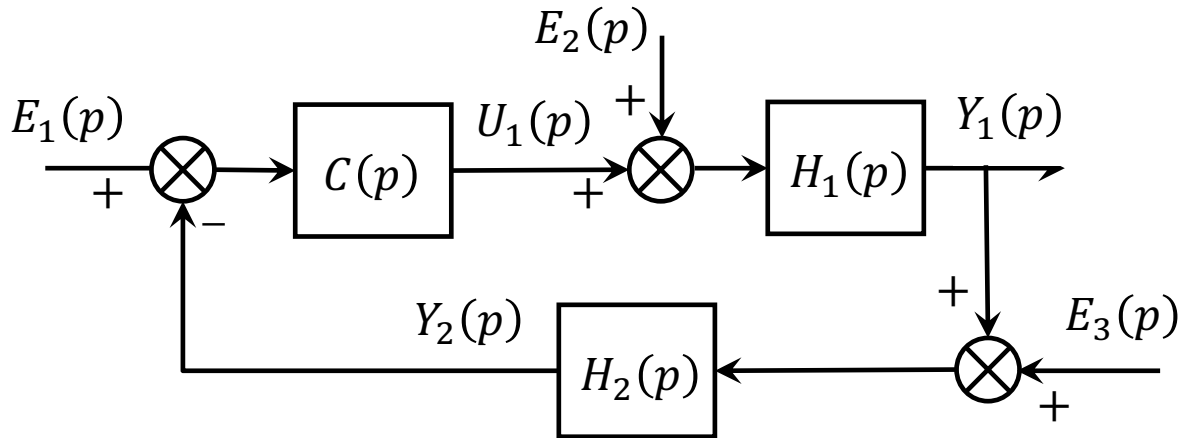 E₂(p)
+
E₁(p)
+
−
C(p)
U₁(p)
+
H₁(p)
Y₁(p)
+
E₃(p)
+
Y₂(p)
H₂(p)